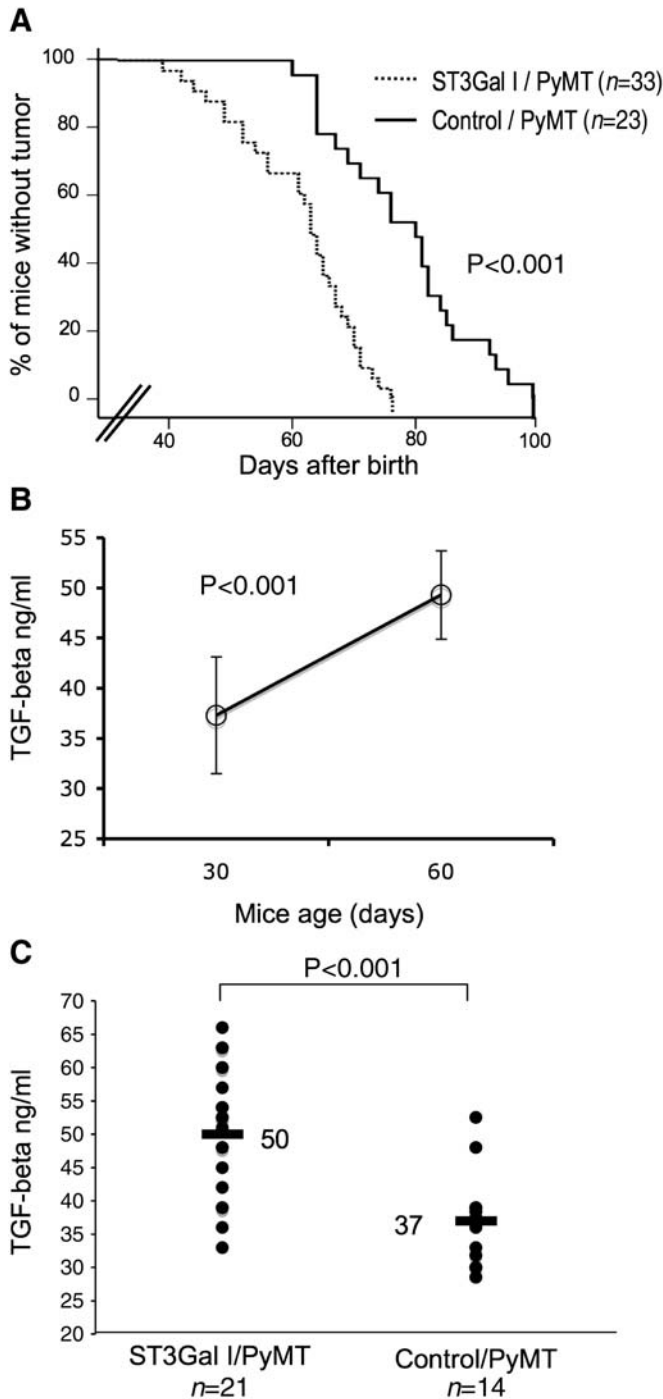 A
100
80
60
40
20
0
% of mice without tumor
ST3Gal I / PyMT (n=33)
Control / PyMT (n=23)
P<0.001
40 60 80 100
Days after birth
B
55
50
45
40
35
30
25
TGF-beta ng/ml
P<0.001
30 60
Mice age (days)
C
P<0.001
70
65
60
55
50
45
40
35
30
25
20
TGF-beta ng/ml
50
37
ST3Gal I/PyMT Control/PyMT
n=21 n=14